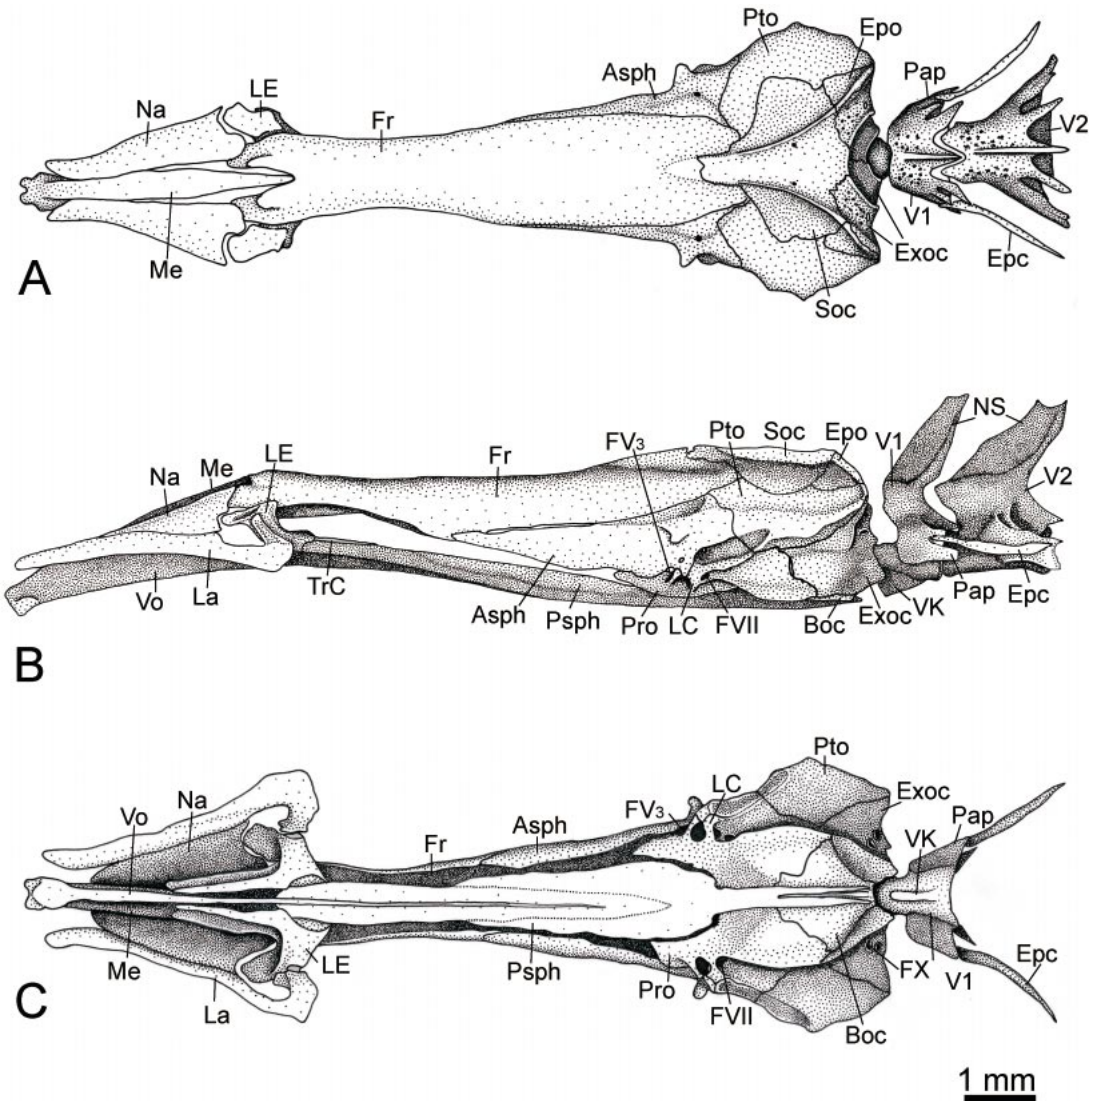 Pto
Epo
Asph
Pap
LE
Na
Fr
V2
V1
Me
Exoc
Epc
A
Soc
NS
FV3
Pto
Soc
Epo
V1
LE
Me
Fr
Na
V2
TrC
La
Vo
Asph
Psph
Pro
LC
FVII
Boc
Exoc
VK
Pap
Epc
B
Pto
LC
Exoc
Vo
Na
FV3
Asph
Pap
Fr
VK
Me
LE
Psph
FX
V1
Epc
Pro
C
La
FVII
Boc
1 mm